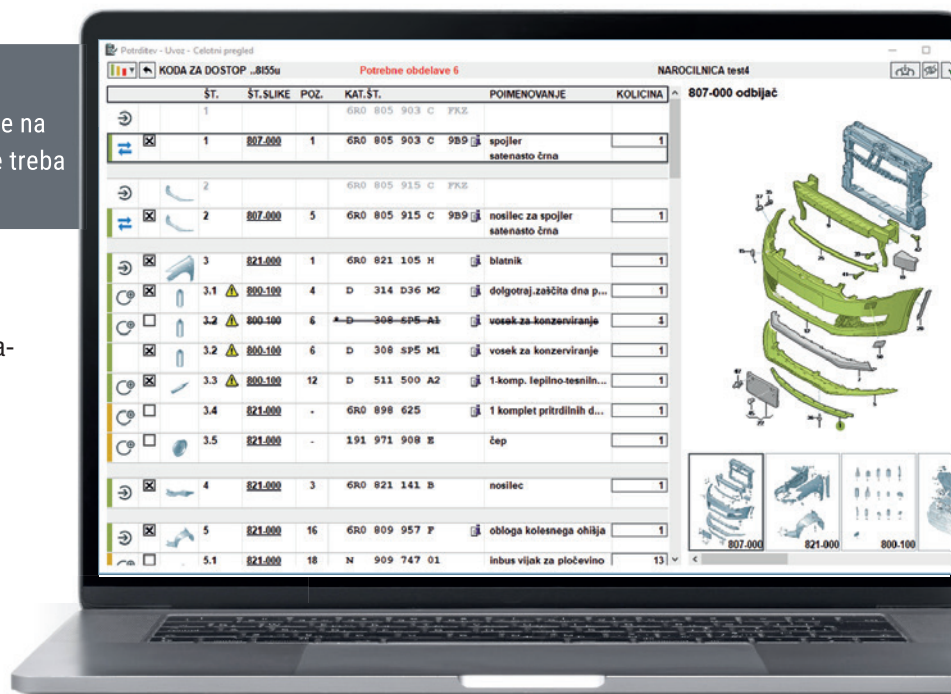 e na
e treba
a-
Potrditev - Uvoz - Celotni pregled
KODA ZA DOSTOP ..8I55u Potrebne obdelave 6 NAROCILNICA test4
ŠT. ŠT.SLIKE POZ. KAT.ŠT. POIMENOVANJE KOLICINA
807-000 odbijač
1 6R0 805 903 C FKZ
1 807-000 1 6R0 805 903 C 9B9 spojler 1
satenasto črna
2 6R0 805 915 C FKZ
2 807-000 5 6R0 805 915 C 9B9 nosilec za spojler 1
satenasto črna
3 821-000 1 6R0 821 105 H blatnik 1
3.1 800-100 4 D 314 D36 M2 dolgotraj.zaščita dna p... 1
3.2 800-100 6 * D 308 SP5 A1 vosek za konzerviranje 1
3.2 800-100 6 D 308 SP5 M1 vosek za konzerviranje 1
3.3 800-100 12 D 511 500 A2 1-komp. lepilno-tesniln... 1
3.4 821-000 - 6R0 898 625 1 komplet pritrdilnih d... 1
3.5 821-000 - 191 971 908 E čep 1
4 821-000 3 6R0 821 141 B nosilec 1
5 821-000 16 6R0 809 957 F obloga kolesnega ohišja 1
5.1 821-000 18 N 909 747 01 inbus vijak za pločevino 13
807-000 821-000 800-100